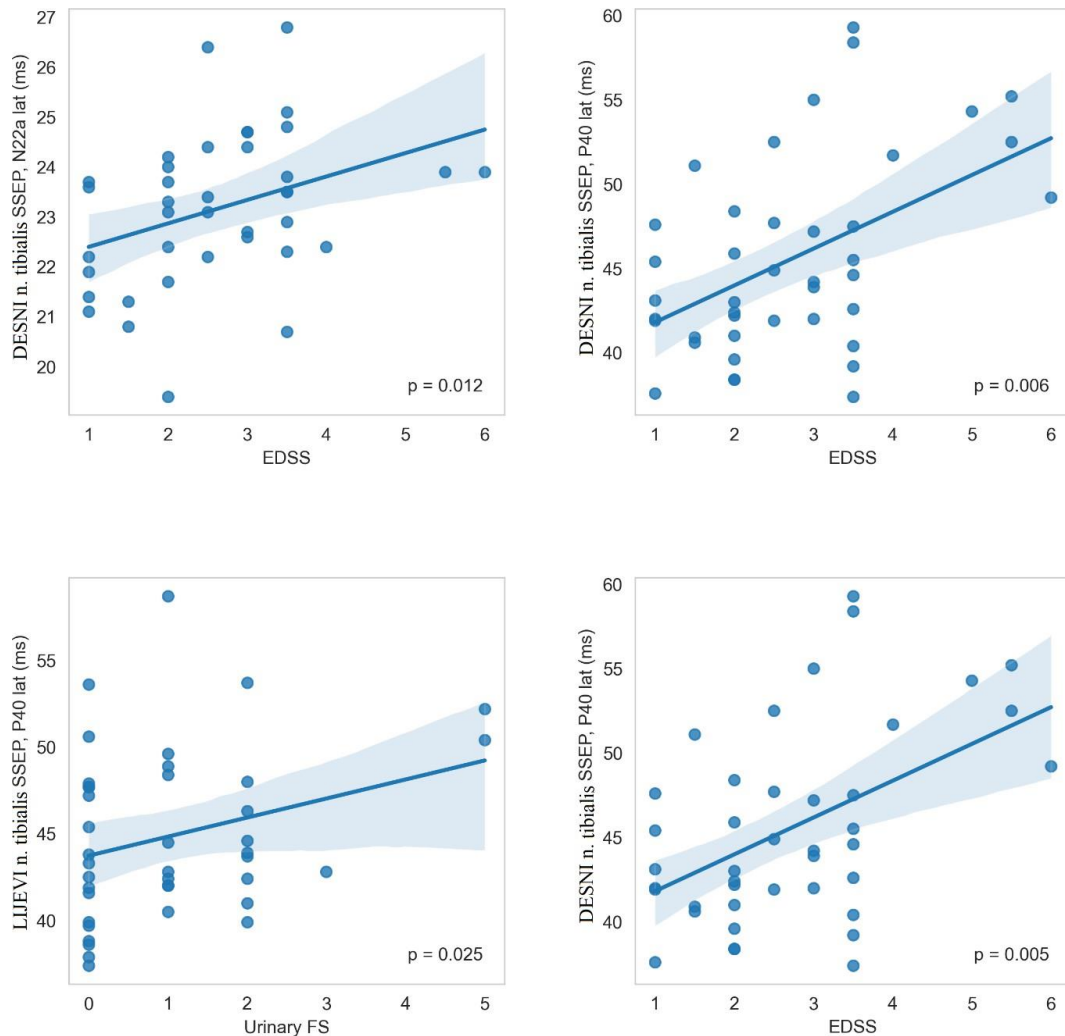 DESNI n. tibialis SSEP, N22a lat (ms)
27
26
25
24
23
22
21
20
p = 0.012
1 2 3 4 5 6
EDSS
DESNI n. tibialis SSEP, P40 lat (ms)
60
55
50
45
40
p = 0.006
1 2 3 4 5 6
EDSS
LIJEVI n. tibialis SSEP, P40 lat (ms)
55
50
45
40
p = 0.025
0 1 2 3 4 5
Urinary FS
DESNI n. tibialis SSEP, P40 lat (ms)
60
55
50
45
40
p = 0.005
1 2 3 4 5 6
EDSS